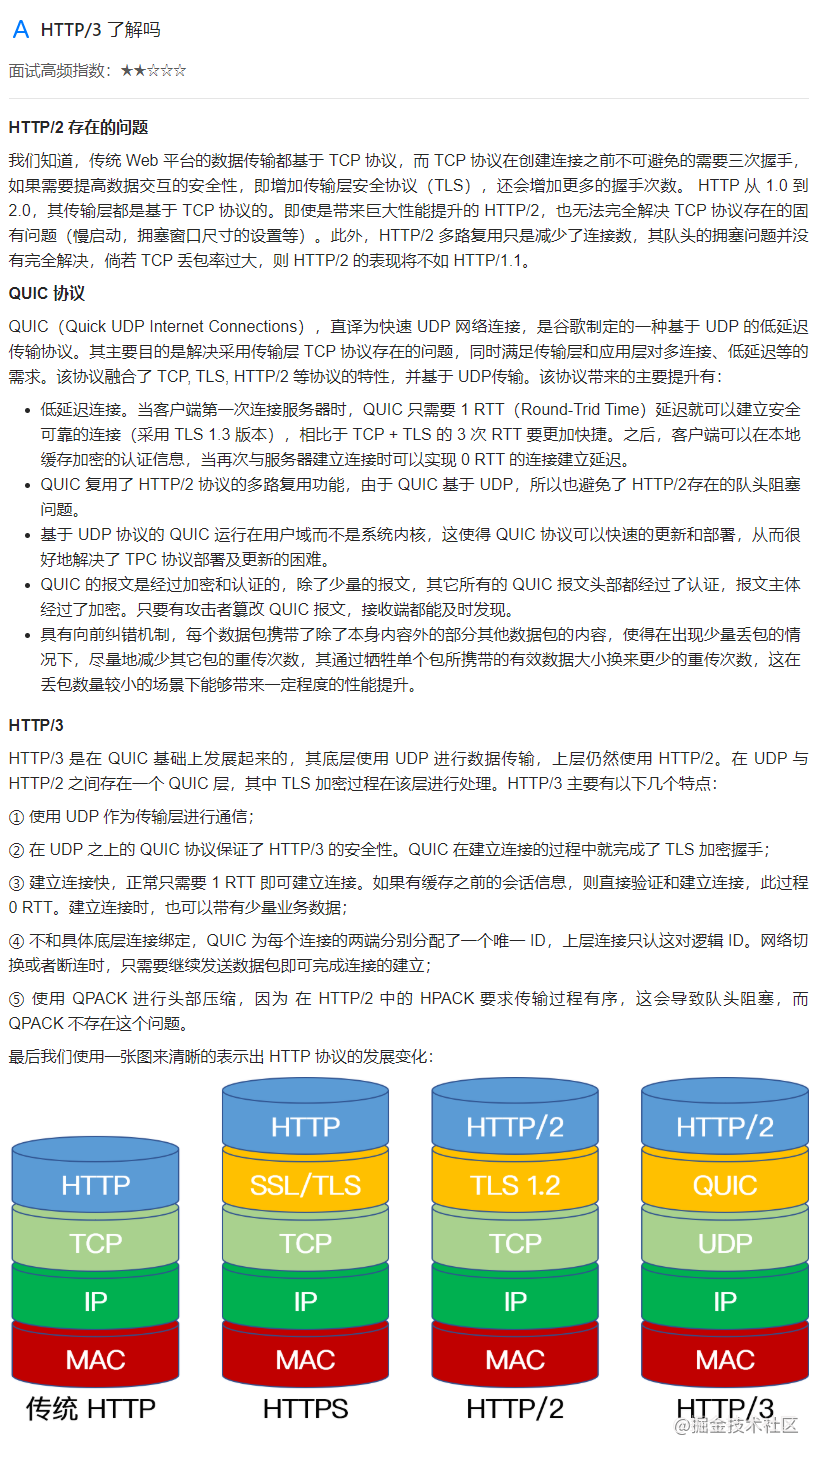 HTTP/3 了解吗
面试高频指数：★★☆☆☆
HTTP/2 存在的问题
我们知道，传统 Web 平台的数据传输都基于 TCP 协议，而 TCP 协议在创建连接之前不可避免的需要三次握手，
如果需要提高数据交互的安全性，即增加传输层安全协议（TLS），还会增加更多的握手次数。 HTTP 从 1.0 到
2.0，其传输层都是基于 TCP 协议的。即使是带来巨大性能提升的 HTTP/2，也无法完全解决 TCP 协议存在的固
有问题（慢启动，拥塞窗口尺寸的设置等）。此外，HTTP/2 多路复用只是减少了连接数，其队头的拥塞问题并没
有完全解决，倘若 TCP 丢包率过大，则 HTTP/2 的表现将不如 HTTP/1.1。
QUIC 协议
QUIC（Quick UDP Internet Connections），直译为快速 UDP 网络连接，是谷歌制定的一种基于 UDP 的低延迟
传输协议。其主要目的是解决采用传输层 TCP 协议存在的问题，同时满足传输层和应用层对多连接、低延迟等的
需求。该协议融合了 TCP, TLS, HTTP/2 等协议的特性，并基于 UDP传输。该协议带来的主要提升有：
• 低延迟连接。当客户端第一次连接服务器时，QUIC 只需要 1 RTT（Round-Trid Time）延迟就可以建立安全
可靠的连接（采用 TLS 1.3 版本），相比于 TCP + TLS 的 3 次 RTT 要更加快捷。之后，客户端可以在本地
缓存加密的认证信息，当再次与服务器建立连接时可以实现 0 RTT 的连接建立延迟。
• QUIC 复用了 HTTP/2 协议的多路复用功能，由于 QUIC 基于 UDP，所以也避免了 HTTP/2存在的队头阻塞
问题。
• 基于 UDP 协议的 QUIC 运行在用户域而不是系统内核，这使得 QUIC 协议可以快速的更新和部署，从而很
好地解决了 TPC 协议部署及更新的困难。
• QUIC 的报文是经过加密和认证的，除了少量的报文，其它所有的 QUIC 报文头部都经过了认证，报文主体
经过了加密。只要有攻击者篡改 QUIC 报文，接收端都能及时发现。
• 具有向前纠错机制，每个数据包携带了除了本身内容外的部分其他数据包的内容，使得在出现少量丢包的情
况下，尽量地减少其它包的重传次数，其通过牺牲单个包所携带的有效数据大小换来更少的重传次数，这在
丢包数量较小的场景下能够带来一定程度的性能提升。
HTTP/3
HTTP/3 是在 QUIC 基础上发展起来的，其底层使用 UDP 进行数据传输，上层仍然使用 HTTP/2。在 UDP 与
HTTP/2 之间存在一个 QUIC 层，其中 TLS 加密过程在该层进行处理。HTTP/3 主要有以下几个特点：
① 使用 UDP 作为传输层进行通信；
② 在 UDP 之上的 QUIC 协议保证了 HTTP/3 的安全性。QUIC 在建立连接的过程中就完成了 TLS 加密握手；
③ 建立连接快，正常只需要 1 RTT 即可建立连接。如果有缓存之前的会话信息，则直接验证和建立连接，此过程
0 RTT。建立连接时，也可以带有少量业务数据；
④ 不和具体底层连接绑定，QUIC 为每个连接的两端分别分配了一个唯一 ID，上层连接只认这对逻辑 ID。网络切
换或者断连时，只需要继续发送数据包即可完成连接的建立；
⑤ 使用 QPACK 进行头部压缩，因为 在 HTTP/2 中的 HPACK 要求传输过程有序，这会导致队头阻塞，而
QPACK 不存在这个问题。
最后我们使用一张图来清晰的表示出 HTTP 协议的发展变化：
HTTP
TCP
IP
MAC
传统 HTTP
HTTP
SSL/TLS
TCP
IP
MAC
HTTPS
HTTP/2
TLS 1.2
TCP
IP
MAC
HTTP/2
HTTP/2
QUIC
UDP
IP
MAC
HTTP/3
@掘金技术社区